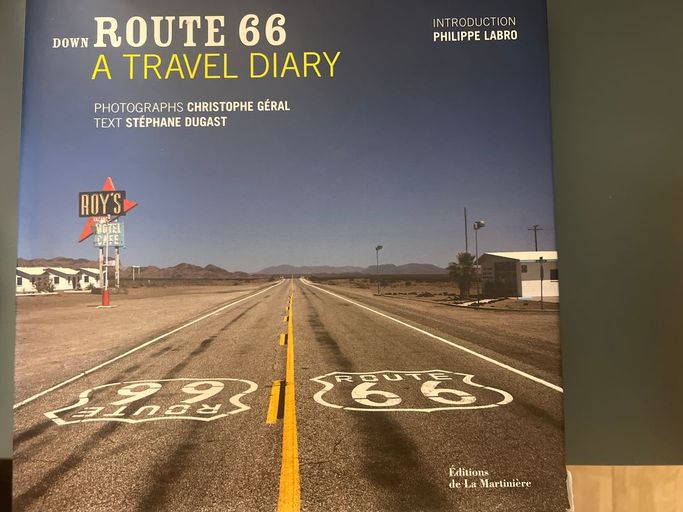 DOWN ROUTE 66
A TRAVEL DIARY
INTRODUCTION
PHILIPPE LABRO
PHOTOGRAPHS CHRISTOPHE GÉRAL
TEXT STÉPHANE DUGAST
ROY'S
MOTEL
CAFE
ROUTE
66
ROUTE
66
Éditions
de La Martinière